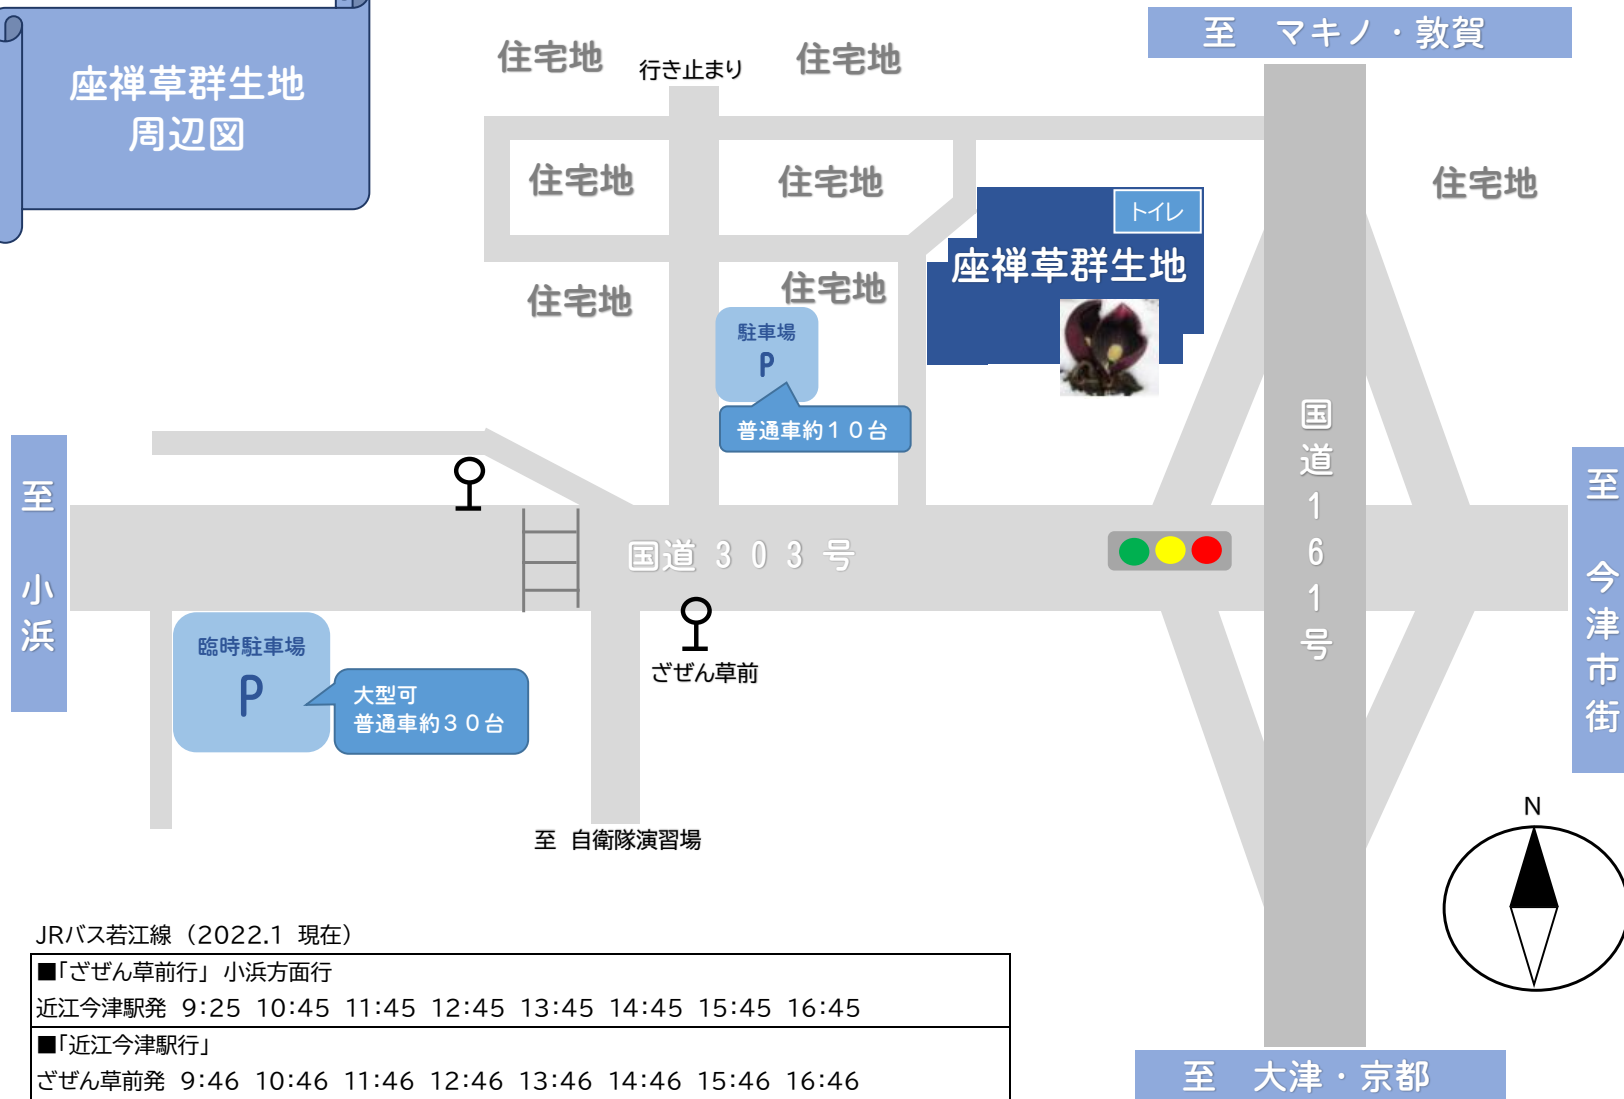 座禅草群生地
周辺図
至　マキノ・敦賀
住宅地
行き止まり
住宅地
住宅地
住宅地
住宅地
トイレ
座禅草群生地
住宅地
住宅地
駐車場
P
普通車約１０台
国道１６１号
至　小浜
至　今津市街
国道３０３号
臨時駐車場
P
大型可
普通車約３０台
ざぜん草前
至 自衛隊演習場
N
JRバス若江線（2022.1 現在）
■「ざぜん草前行」 小浜方面行
近江今津駅発 9:25 10:45 11:45 12:45 13:45 14:45 15:45 16:45
■「近江今津駅行」
ざぜん草前発 9:46 10:46 11:46 12:46 13:46 14:46 15:46 16:46
至　大津・京都